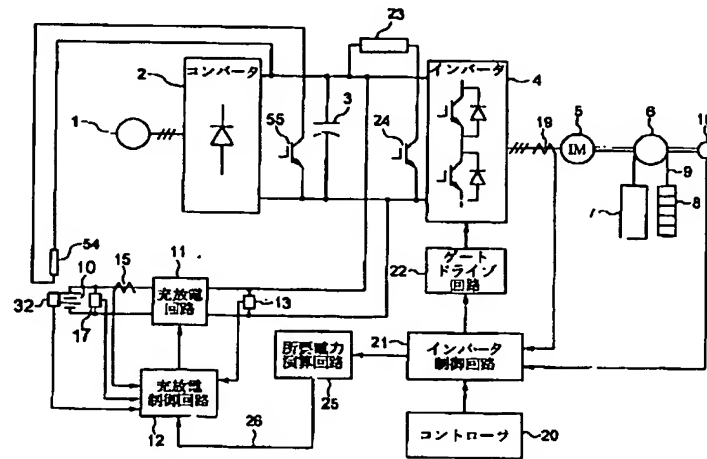 23
2
コンバータ
インバータ
4
55
3
24
19
5
6
1
IM
9
7
8
54
15
11
22
ゲート
ドライブ
回路
10
充放電
回路
13
32
17
21
インバータ
制御回路
所要電力
演算回路
充放電
制御回路
25
12
26
コントローラ
20